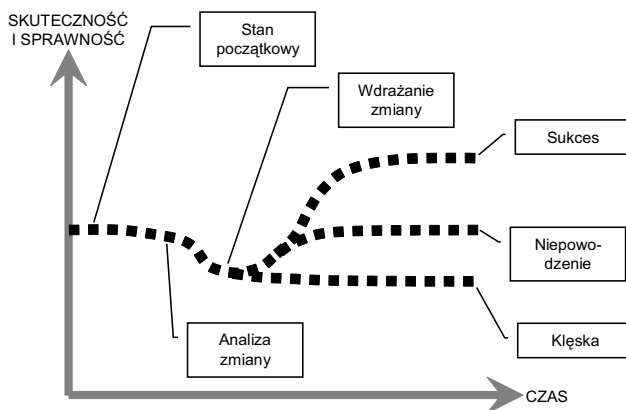 SKUTECZNOŚĆ
I SPRAWNOŚĆ
Stan
początkowy
Wdrażanie
zmiany
Sukces
Niepowo-
dzenie
Analiza
zmiany
Klęska
CZAS